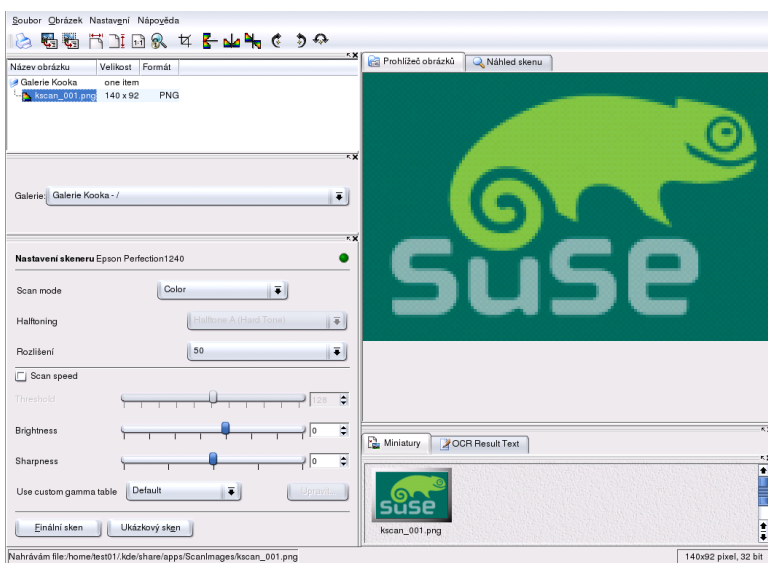 Soubor Obrázek Nastavení Nápověda
Název obrázku Velikost Formát
Galerie Kooka one item
kscan_001.png 140 x 92 PNG
Galerie: Galerie Kooka - /
Nastavení skeneru Epson Perfection1240
Scan mode Color
Halftoning Halftone A (Hard Tone)
Rozlišení 50
Scan speed
Threshold 128
Brightness 0
Sharpness 0
Use custom gamma table Default Upravit...
Finální sken Ukázkový sken
Prohlížeč obrázků Náhled skenu
SUSE
Miniatury OCR Result Text
SUSE
kscan_001.png
Nahrávám file:/home/test01/.kde/share/apps/ScanImages/kscan_001.png
140x92 pixel, 32 bit